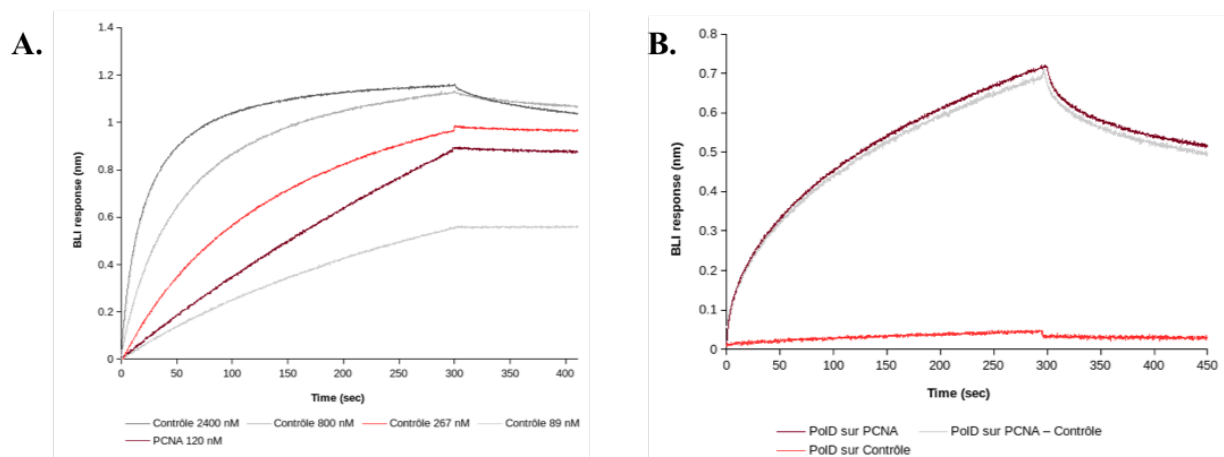 A.
1.4
1.2
1
0.8
0.6
0.4
0.2
0
BLI response (nm)
0 50 100 150 200 250 300 350 400
Time (sec)
Contrôle 2400 nM Contrôle 800 nM Contrôle 267 nM Contrôle 89 nM
PCNA 120 nM
B.
0.8
0.7
0.6
0.5
0.4
0.3
0.2
0.1
0
BLI response (nm)
0 50 100 150 200 250 300 350 400 450
Time (sec)
PolD sur PCNA PolD sur PCNA – Contrôle
PolD sur Contrôle